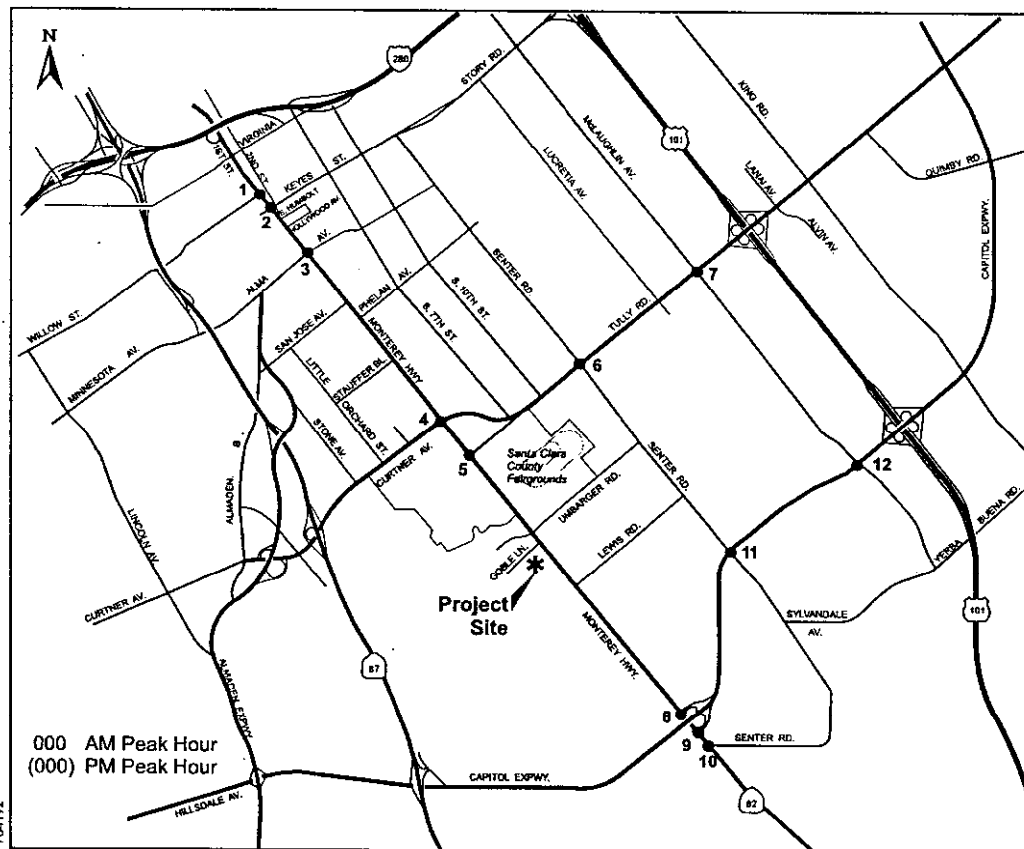 N
280
STORY RD.
KING RD.
VIRGINIA
1ST ST.
2ND ST.
KEYES ST.
McLAUGHLIN AV.
101
LUCRETIA AV.
LANAI AV.
QUIMBY RD.
ALVIN AV.
CAPITOL EXPWY.
1
2
E. HUMBOLT
HOLLYWOOD AV.
3
ALMA AV.
PHELAN AV.
SENTER RD.
S. 10TH ST.
S. 7TH ST.
7
TULLY RD.
WILLOW ST.
MINNESOTA AV.
SAN JOSE AV.
MONTEREY HWY
STAUFFER BL.
LITTLE ORCHARD ST.
STONE AV.
6
4
CURTNER AV.
5
Santa Clara
County
Fairgrounds
SENTER RD.
UMBARGER RD.
LEWIS RD.
12
BUENA RD.
YERBA
LINCOLN AV.
ALMADEN
GOBLE LN.
11
Project
Site
CURTNER AV.
SYLVANDALE
AV.
101
MONTEREY HWY.
87
ALMADEN EXPWY
8
9
10
SENTER RD.
000 AM Peak Hour
(000) PM Peak Hour
CAPITOL EXPWY.
HILLSDALE AV.
82